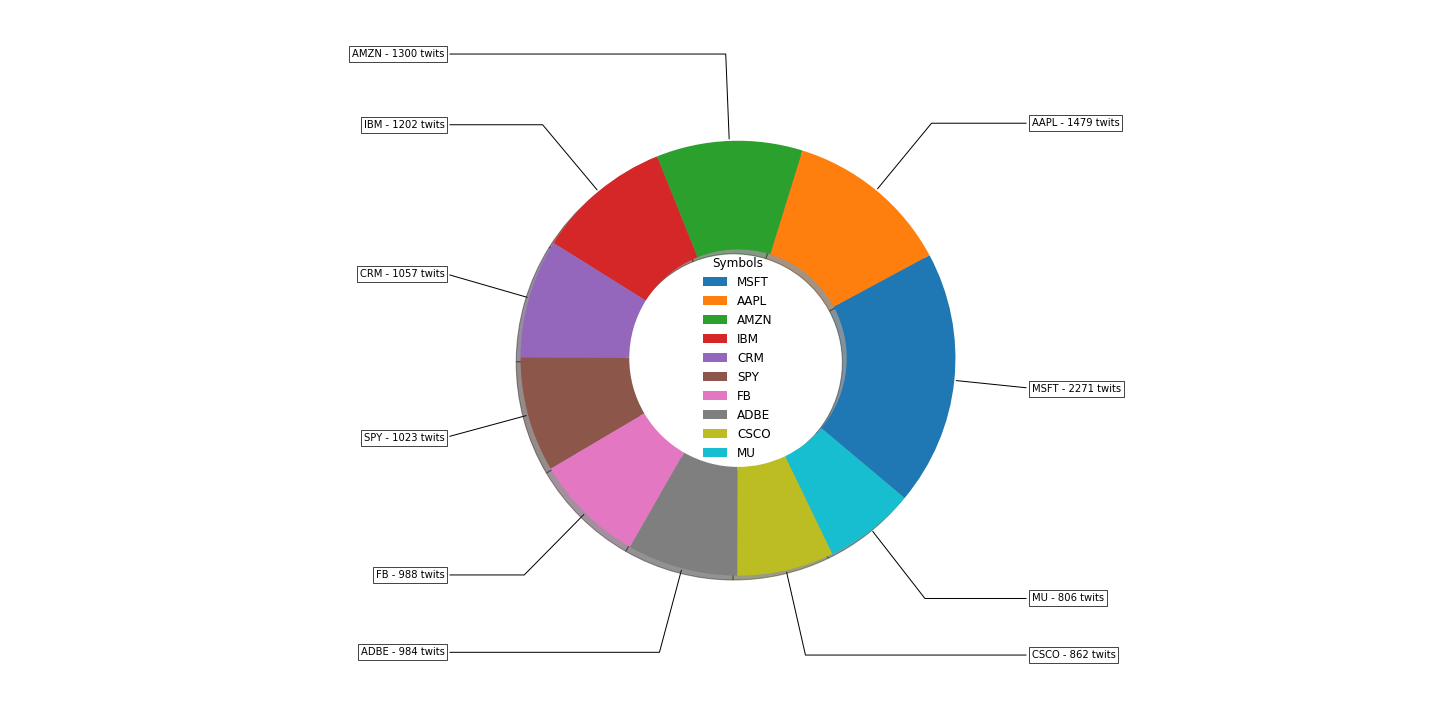 AMZN - 1300 twits
IBM - 1202 twits
AAPL - 1479 twits
CRM - 1057 twits
MSFT - 2271 twits
SPY - 1023 twits
FB - 988 twits
MU - 806 twits
ADBE - 984 twits
CSCO - 862 twits
Symbols
MSFT
AAPL
AMZN
IBM
CRM
SPY
FB
ADBE
CSCO
MU